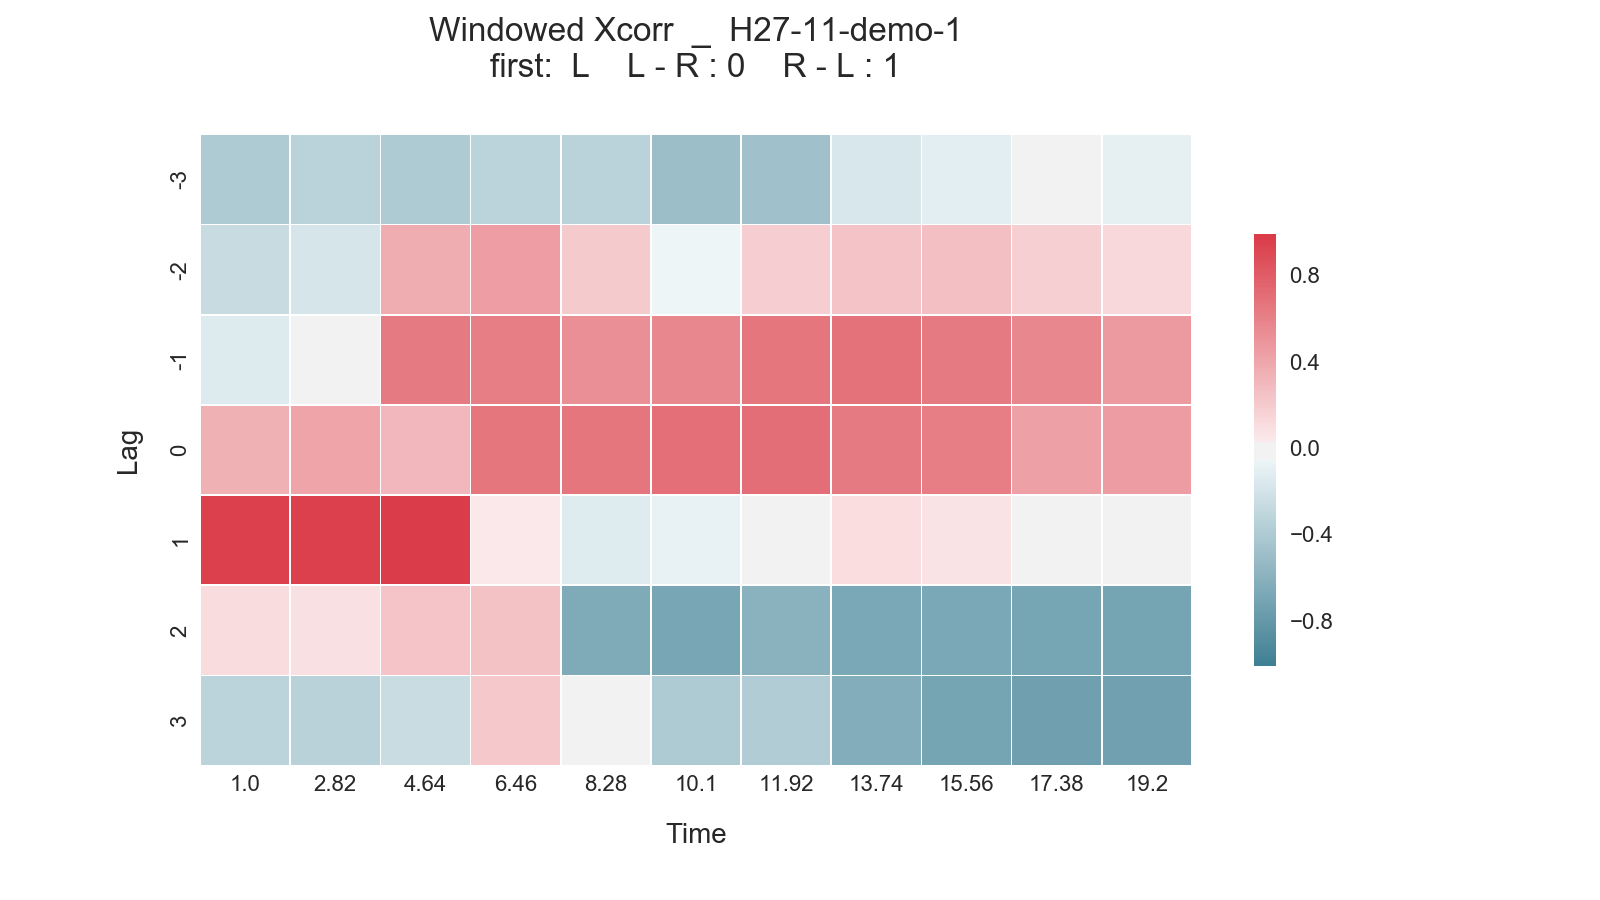 Windowed Xcorr _ H27-11-demo-1
first: L L - R : 0 R - L : 1
Lag
-3
-2
-1
0
1
2
3
1.0 2.82 4.64 6.46 8.28 10.1 11.92 13.74 15.56 17.38 19.2
Time
0.8
0.4
0.0
−0.4
−0.8